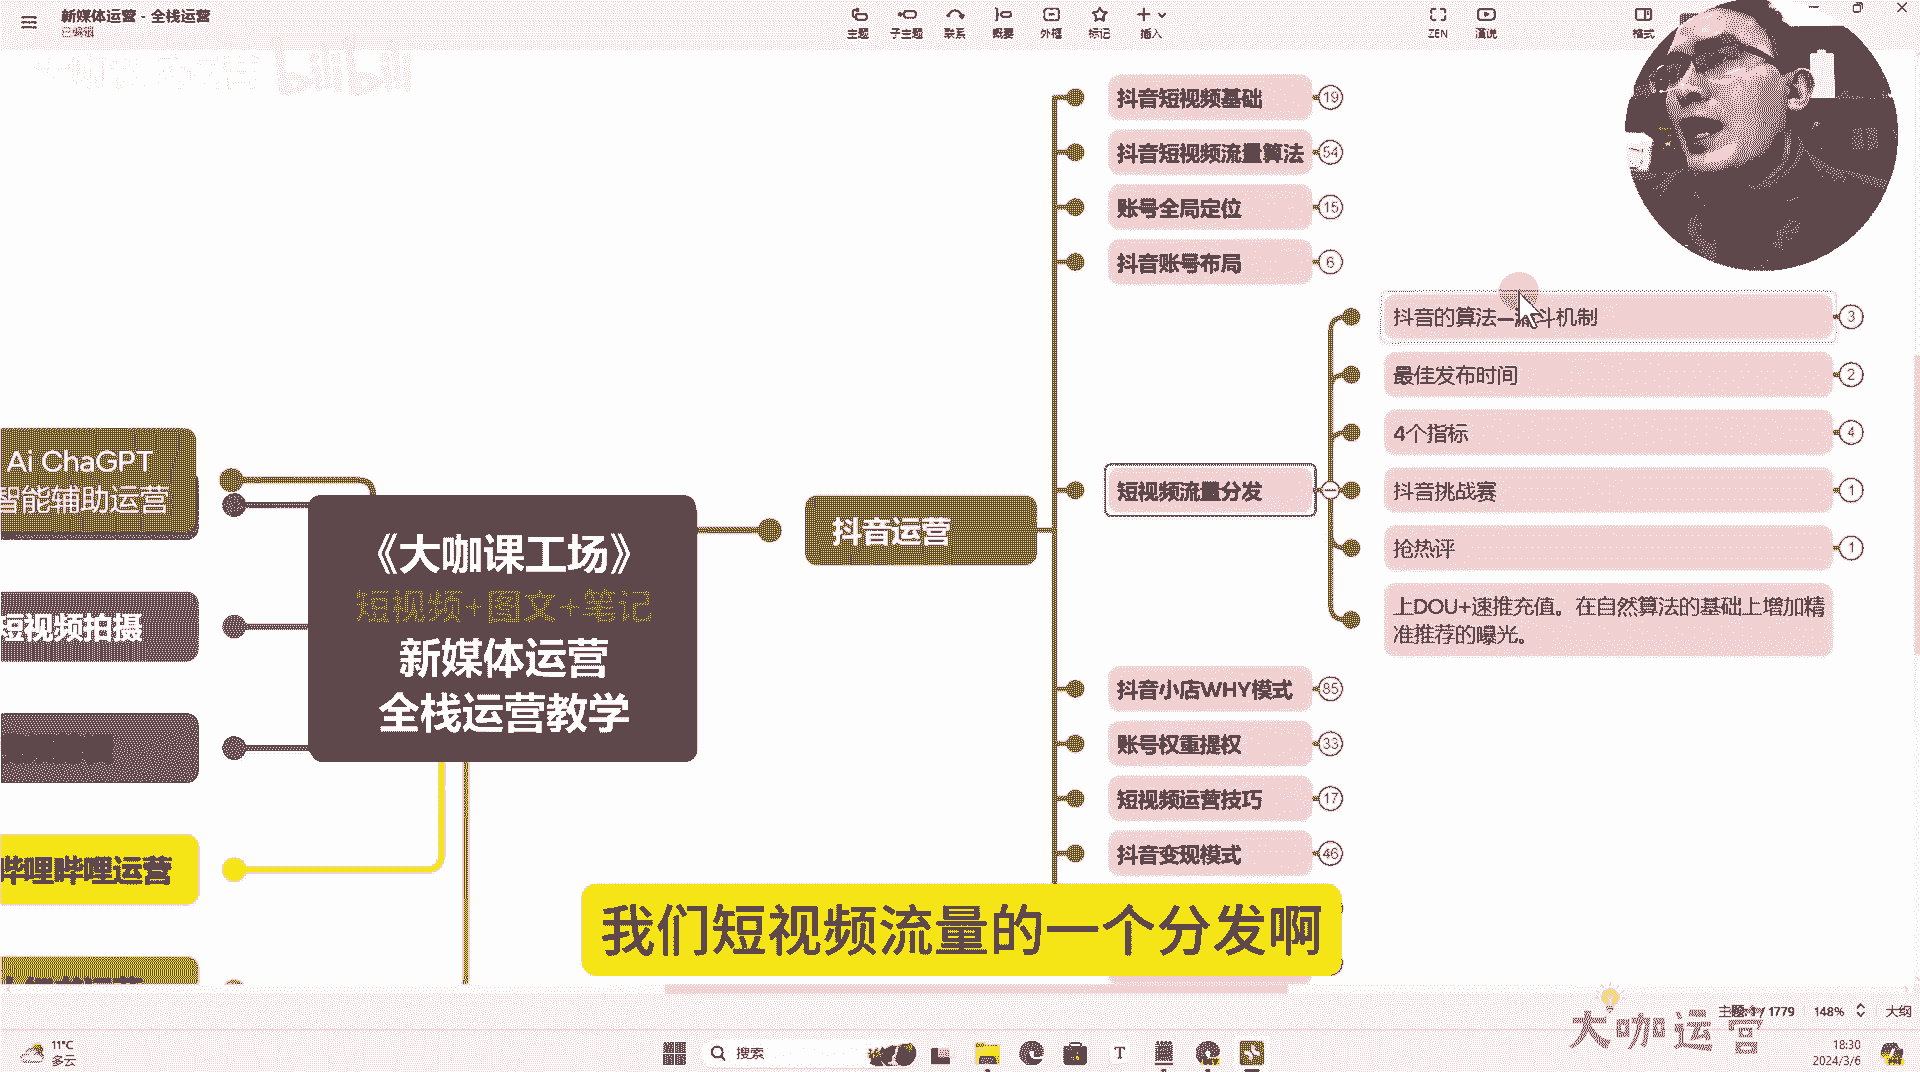 新媒体运营 - 全栈运营
已编辑
主题
子主题
联系
概要
外框
标记
插入
ZEN
演说
格式
bilibili
抖音短视频基础
19
抖音短视频流量算法
54
账号全局定位
15
抖音账号布局
6
抖音的算法—漏斗机制
3
最佳发布时间
2
4个指标
4
短视频流量分发
抖音挑战赛
1
抢热评
1
上DOU+速推充值。在自然算法的基础上增加精
准推荐的曝光。
Ai ChaGPT
智能辅助运营
抖音运营
《大咖课工场》
短视频+图文+笔记
新媒体运营
全栈运营教学
短视频拍摄
抖音小店WHY模式
85
账号权重提权
33
短视频运营技巧
17
抖音变现模式
46
哔哩哔哩运营
我们短视频流量的一个分发啊
大咖运营
主题: 1 / 1779
148%
大纲
11°C
多云
搜索
18:30
2024/3/6